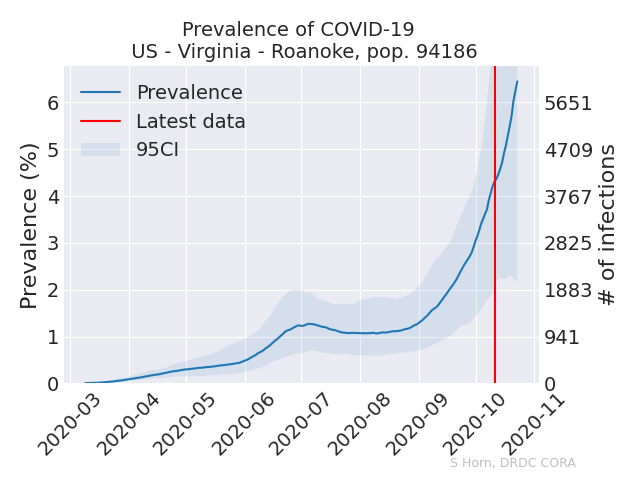 Prevalence of COVID-19
US - Virginia - Roanoke, pop. 94186
Prevalence
Latest data
95CI
Prevalence (%)
6
5
4
3
2
1
0
5651
4709
3767
2825
1883
941
0
# of infections
2020-03
2020-04
2020-05
2020-06
2020-07
2020-08
2020-09
2020-10
2020-11
S Horn, DRDC CORA